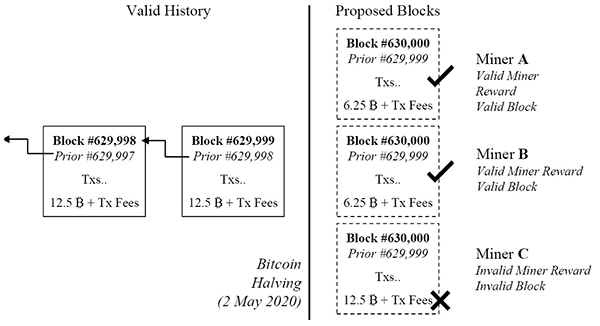 Valid History
Block #629,998
Prior #629,997
Txs..
12.5 ₿ + Tx Fees
Block #629,999
Prior #629,998
Txs..
12.5 ₿ + Tx Fees
Bitcoin
Halving
(2 May 2020)
Proposed Blocks
Block #630,000
Prior #629,999
Txs..
6.25 ₿ + Tx Fees
Miner A
Valid Miner
Reward
Valid Block
Block #630,000
Prior #629,999
Txs..
6.25 ₿ + Tx Fees
Miner B
Valid Miner Reward
Valid Block
Block #630,000
Prior #629,999
Txs..
12.5 ₿ + Tx Fees
Miner C
Invalid Miner Reward
Invalid Block